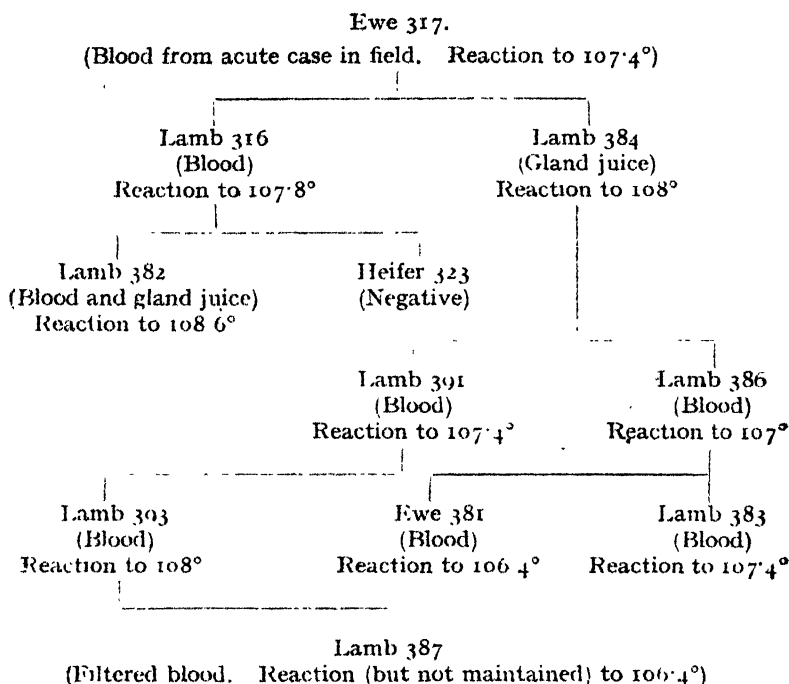 Ewe 317.
(Blood from acute case in field. Reaction to 107·4°)
Lamb 316
(Blood)
Reaction to 107·8°
Lamb 384
(Gland juice)
Reaction to 108°
Lamb 382
(Blood and gland juice)
Reaction to 108 6°
Heifer 323
(Negative)
Lamb 391
(Blood)
Reaction to 107·4°
Lamb 386
(Blood)
Reaction to 107°
Lamb 393
(Blood)
Reaction to 108°
Ewe 381
(Blood)
Reaction to 106 4°
Lamb 383
(Blood)
Reaction to 107·4°
Lamb 387
(Filtered blood. Reaction (but not maintained) to 106·4°)